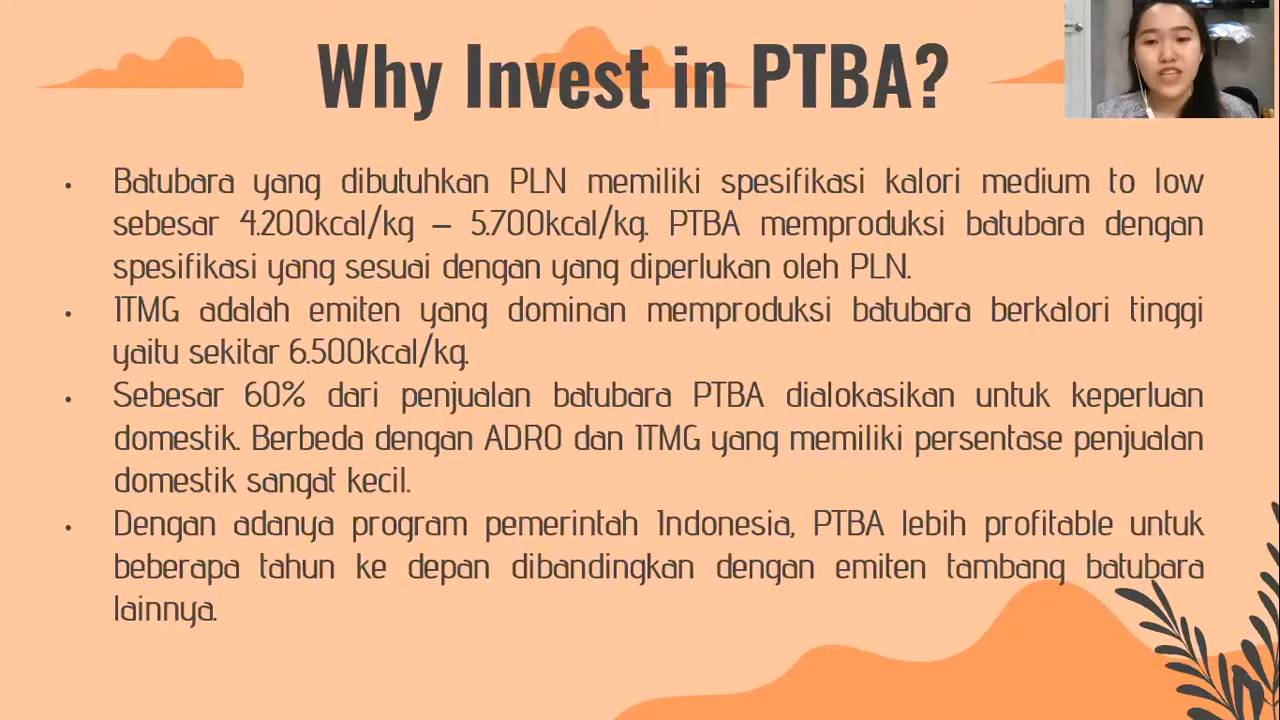 Why Invest in PTBA?
• Batubara yang dibutuhkan PLN memiliki spesifikasi kalori medium to low
sebesar 4.200kcal/kg – 5.700kcal/kg. PTBA memproduksi batubara dengan
spesifikasi yang sesuai dengan yang diperlukan oleh PLN.
• ITMG adalah emiten yang dominan memproduksi batubara berkalori tinggi
yaitu sekitar 6.500kcal/kg.
• Sebesar 60% dari penjualan batubara PTBA dialokasikan untuk keperluan
domestik. Berbeda dengan ADRO dan ITMG yang memiliki persentase penjualan
domestik sangat kecil.
• Dengan adanya program pemerintah Indonesia, PTBA lebih profitable untuk
beberapa tahun ke depan dibandingkan dengan emiten tambang batubara
lainnya.